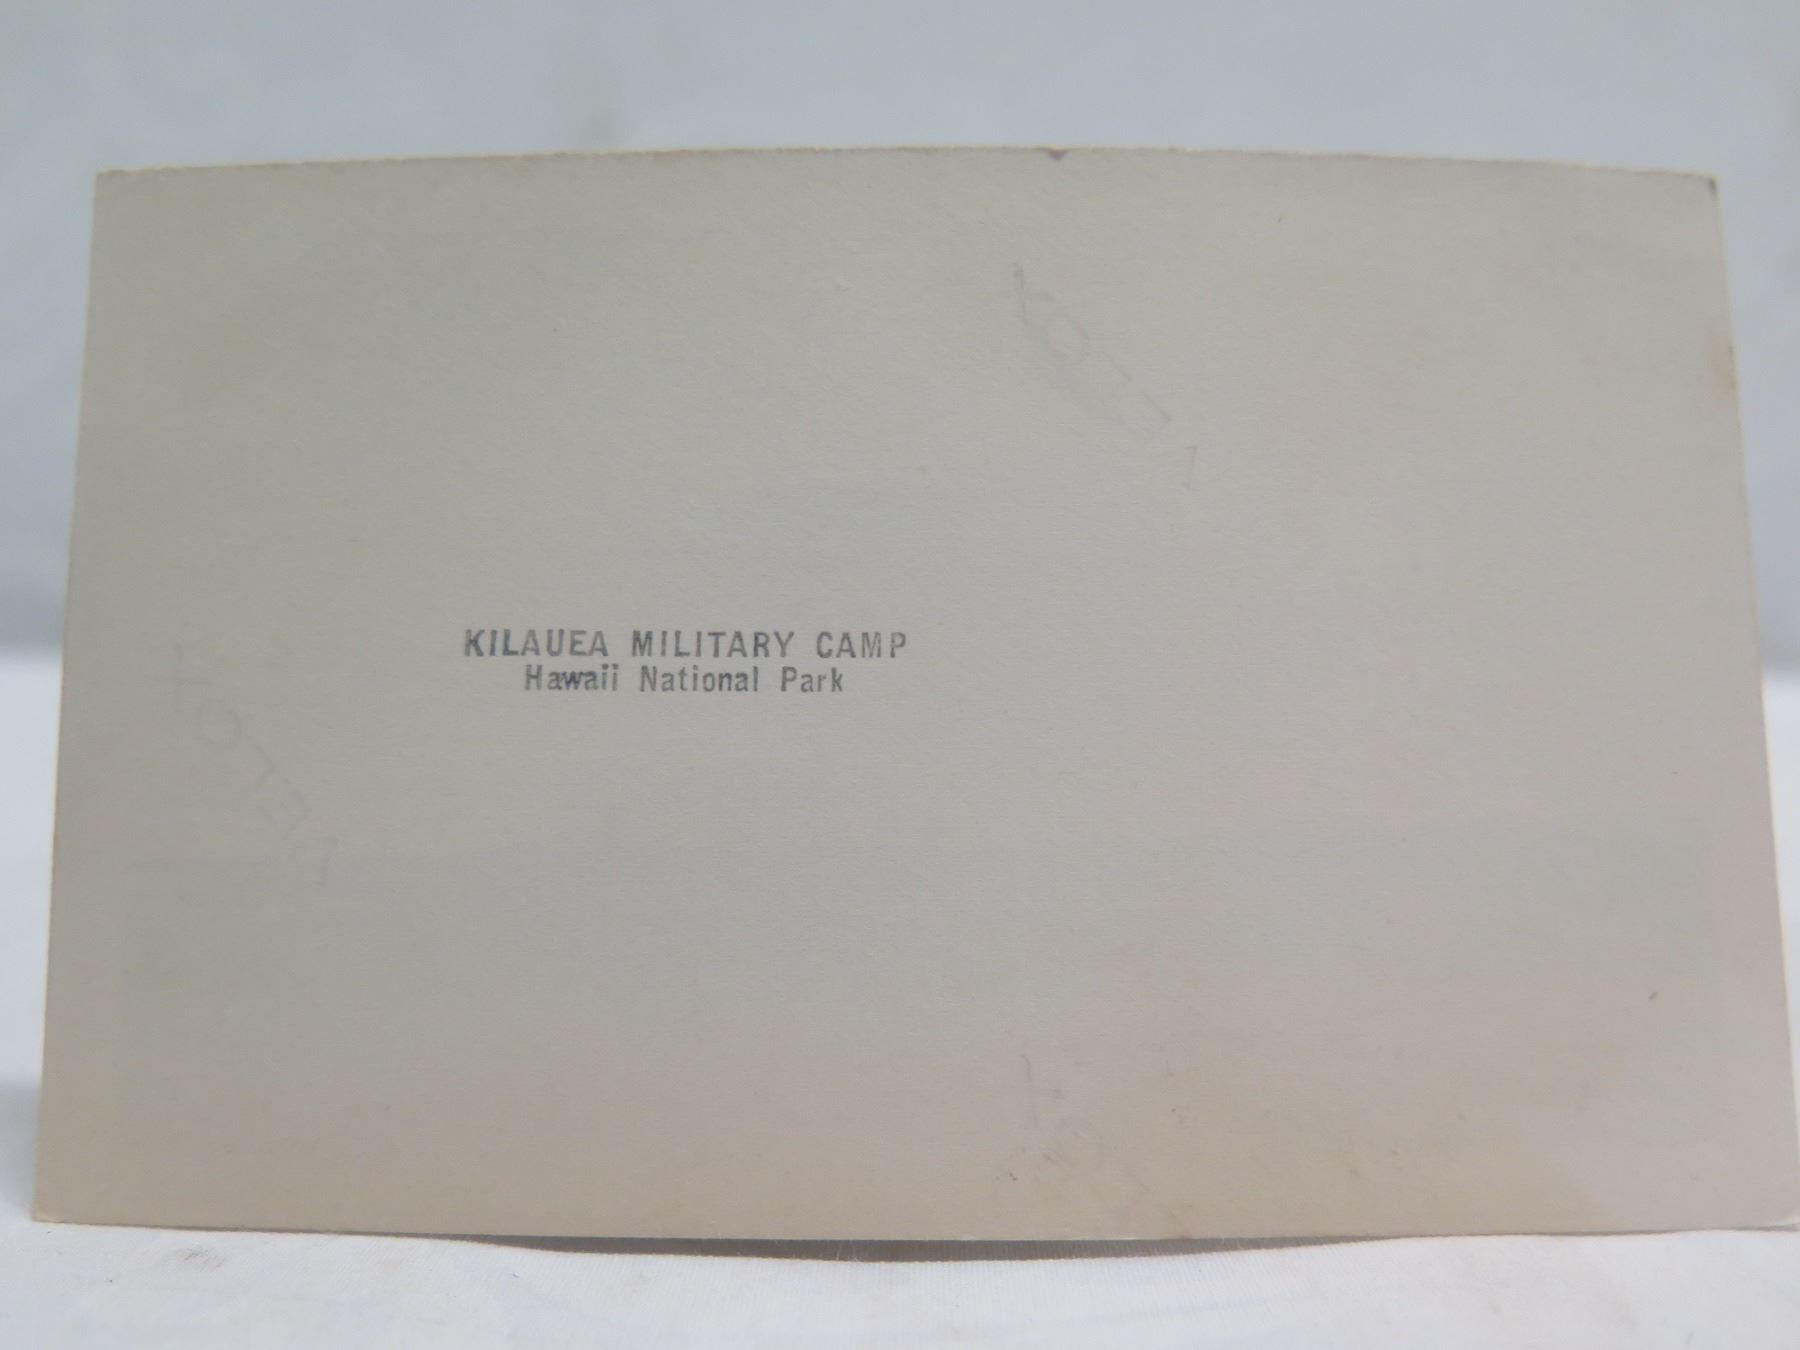 KILAUEA MILITARY CAMP
Hawaii National Park